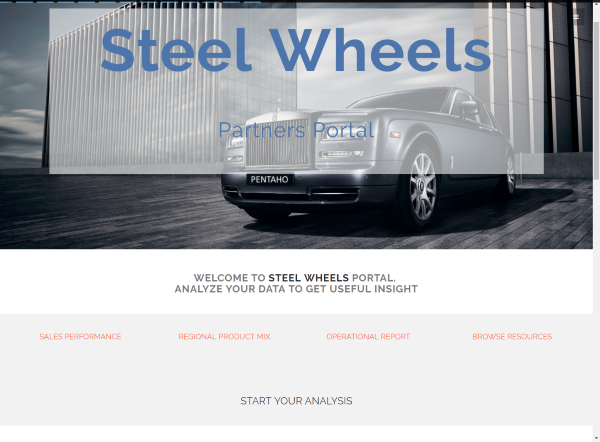 Steel Wheels
Partners Portal
PENTAHO
WELCOME TO STEEL WHEELS PORTAL.
ANALYZE YOUR DATA TO GET USEFUL INSIGHT
SALES PERFORMANCE
REGIONAL PRODUCT MIX
OPERATIONAL REPORT
BROWSE RESOURCES
START YOUR ANALYSIS